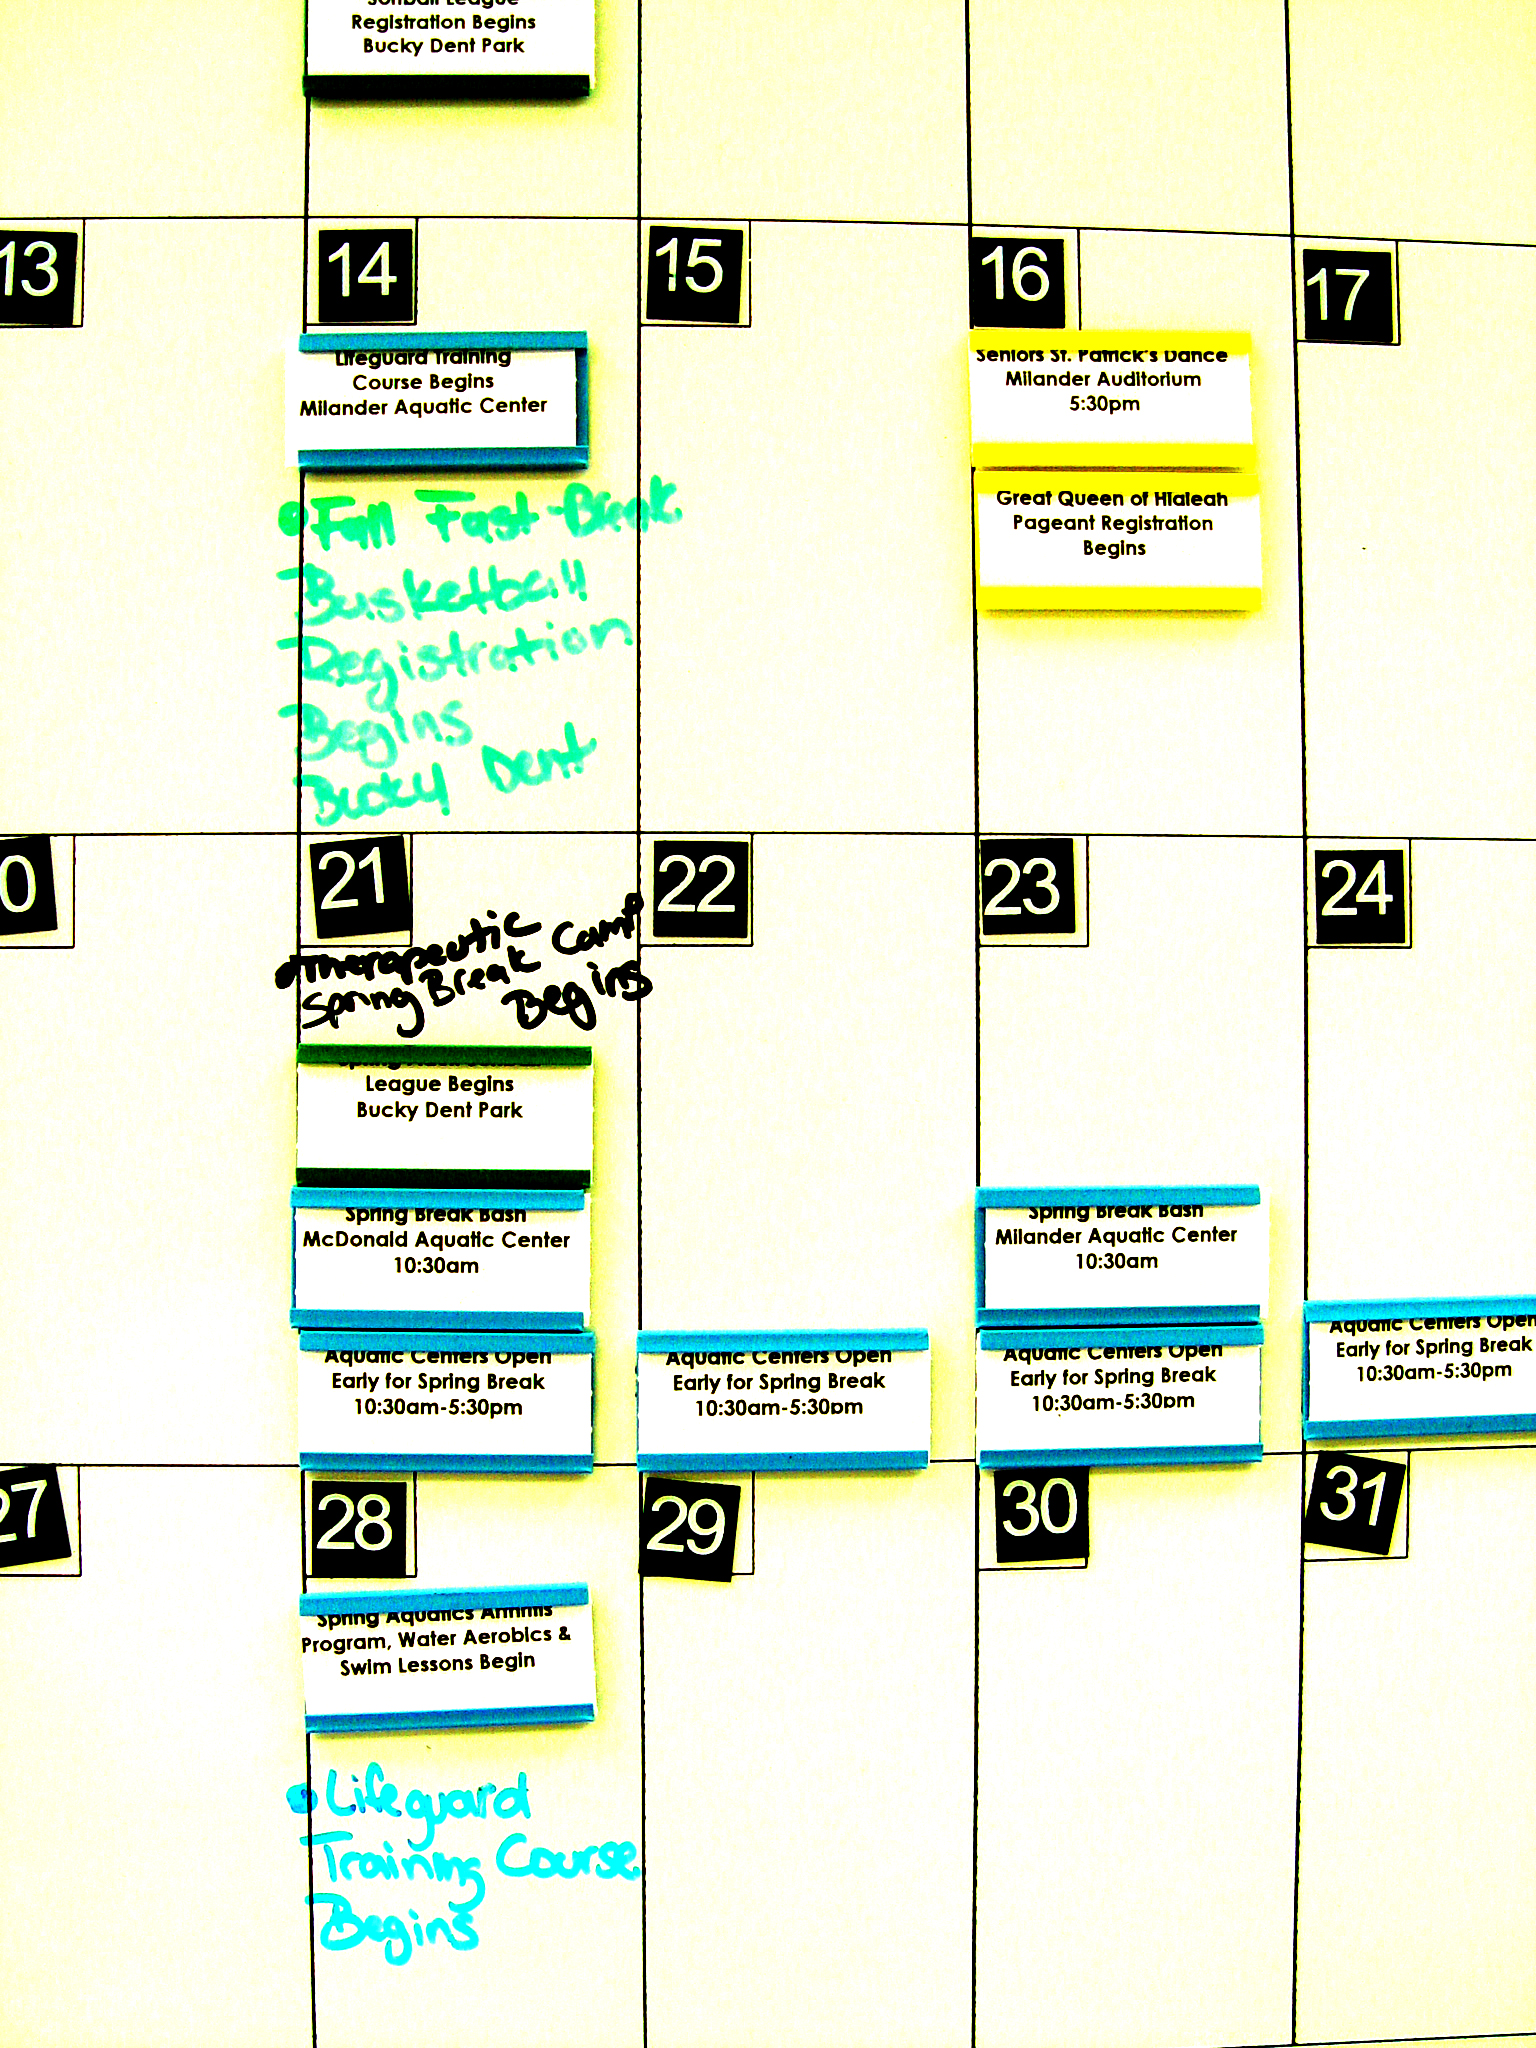 Softball League
Registration Begins
Bucky Dent Park
13
14
15
16
17
Lifeguard Training
Course Begins
Milander Aquatic Center
Seniors St. Patrick's Dance
Milander Auditorium
5:30pm
Great Queen of Hialeah
Pageant Registration
Begins
• Fall Fast-Break
Basketball
Registration
Begins
Bucky Dent
0
21
22
23
24
• Therapeutic
Spring Break Camp
Begins
League Begins
Bucky Dent Park
Spring Break Bash
McDonald Aquatic Center
10:30am
Spring Break Bash
Milander Aquatic Center
10:30am
Aquatic Centers Open
Early for Spring Break
10:30am-5:30pm
Aquatic Centers Open
Early for Spring Break
10:30am-5:30pm
Aquatic Centers Open
Early for Spring Break
10:30am-5:30pm
Aquatic Centers Open
Early for Spring Break
10:30am-5:30pm
27
28
29
30
31
Spring Aquatics Arthritis
Program, Water Aerobics &
Swim Lessons Begin
• Lifeguard
Training Course
Begins